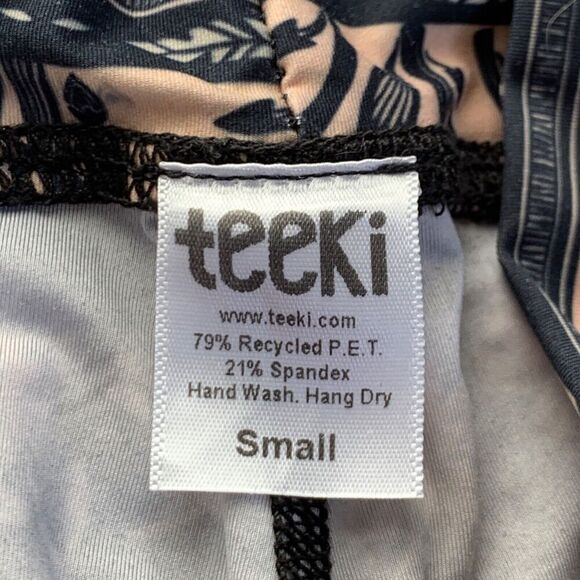 teeki
www.teeki.com
79% Recycled P.E.T.
21% Spandex
Hand Wash. Hang Dry
Small